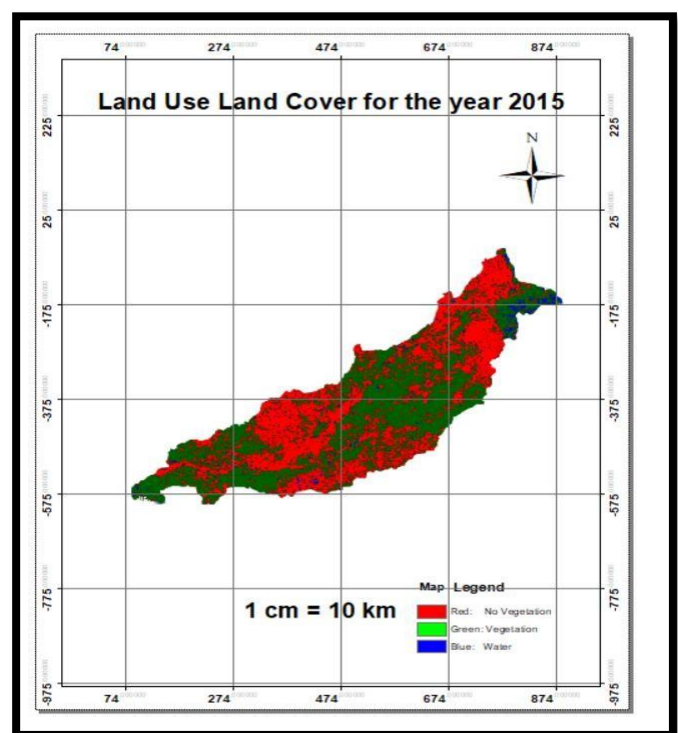 74 274 474 674 874
Land Use Land Cover for the year 2015
N
225 225
25 25
-175 -175
-375 -375
-575 -575
-775 -775
-975 -975
Map Legend
1 cm = 10 km
Red: No Vegetation
Green: Vegetation
Blue: Water
74 274 474 674 874